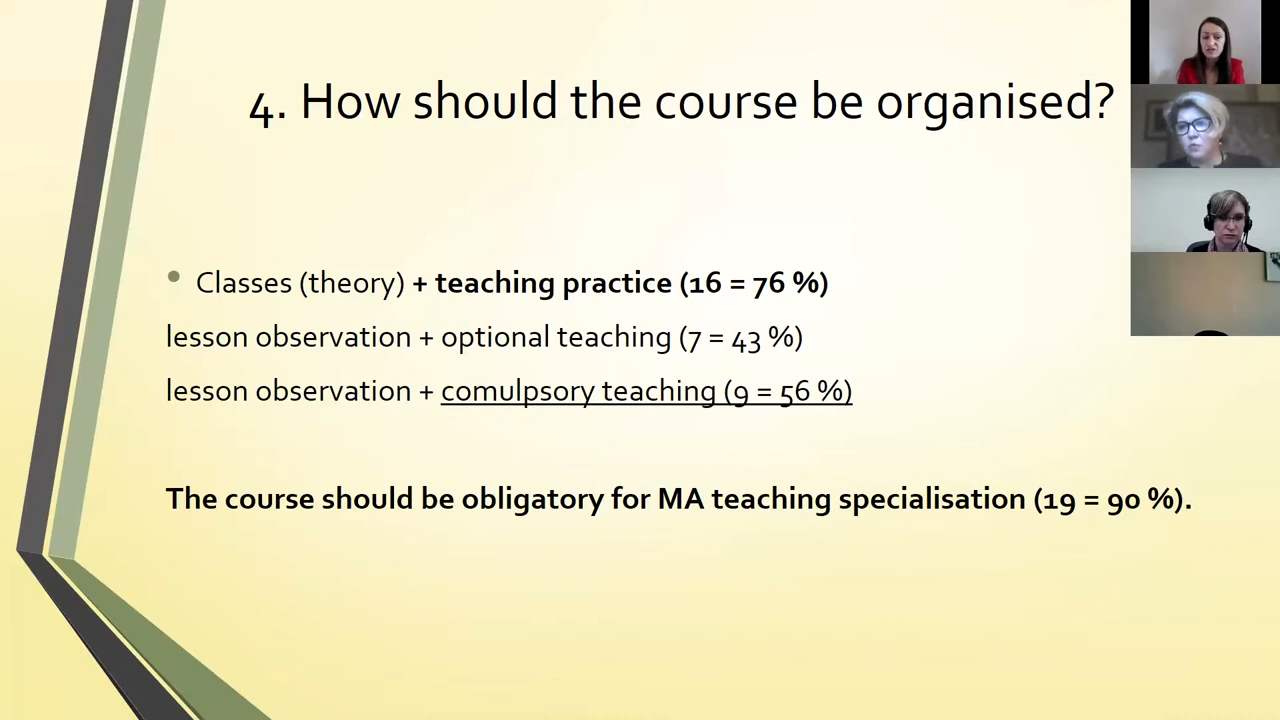 4. How should the course be organised?
• Classes (theory) + teaching practice (16 = 76 %)
lesson observation + optional teaching (7 = 43 %)
lesson observation + comulpsory teaching (9 = 56 %)
The course should be obligatory for MA teaching specialisation (19 = 90 %).